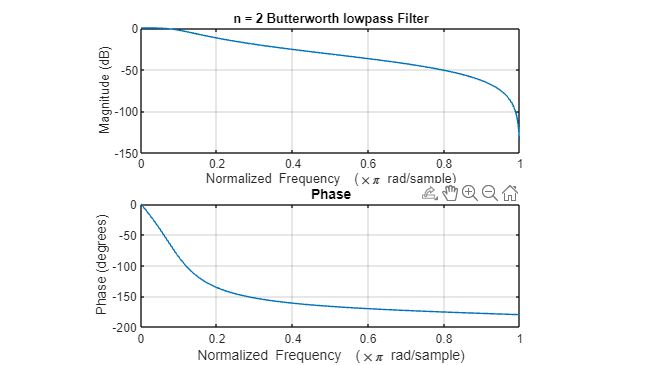 n = 2 Butterworth lowpass Filter
Magnitude (dB)
0
-50
-100
-150
0 0.2 0.4 0.6 0.8 1
Normalized Frequency (×π rad/sample)
Phase
Phase (degrees)
0
-50
-100
-150
-200
0 0.2 0.4 0.6 0.8 1
Normalized Frequency (×π rad/sample)